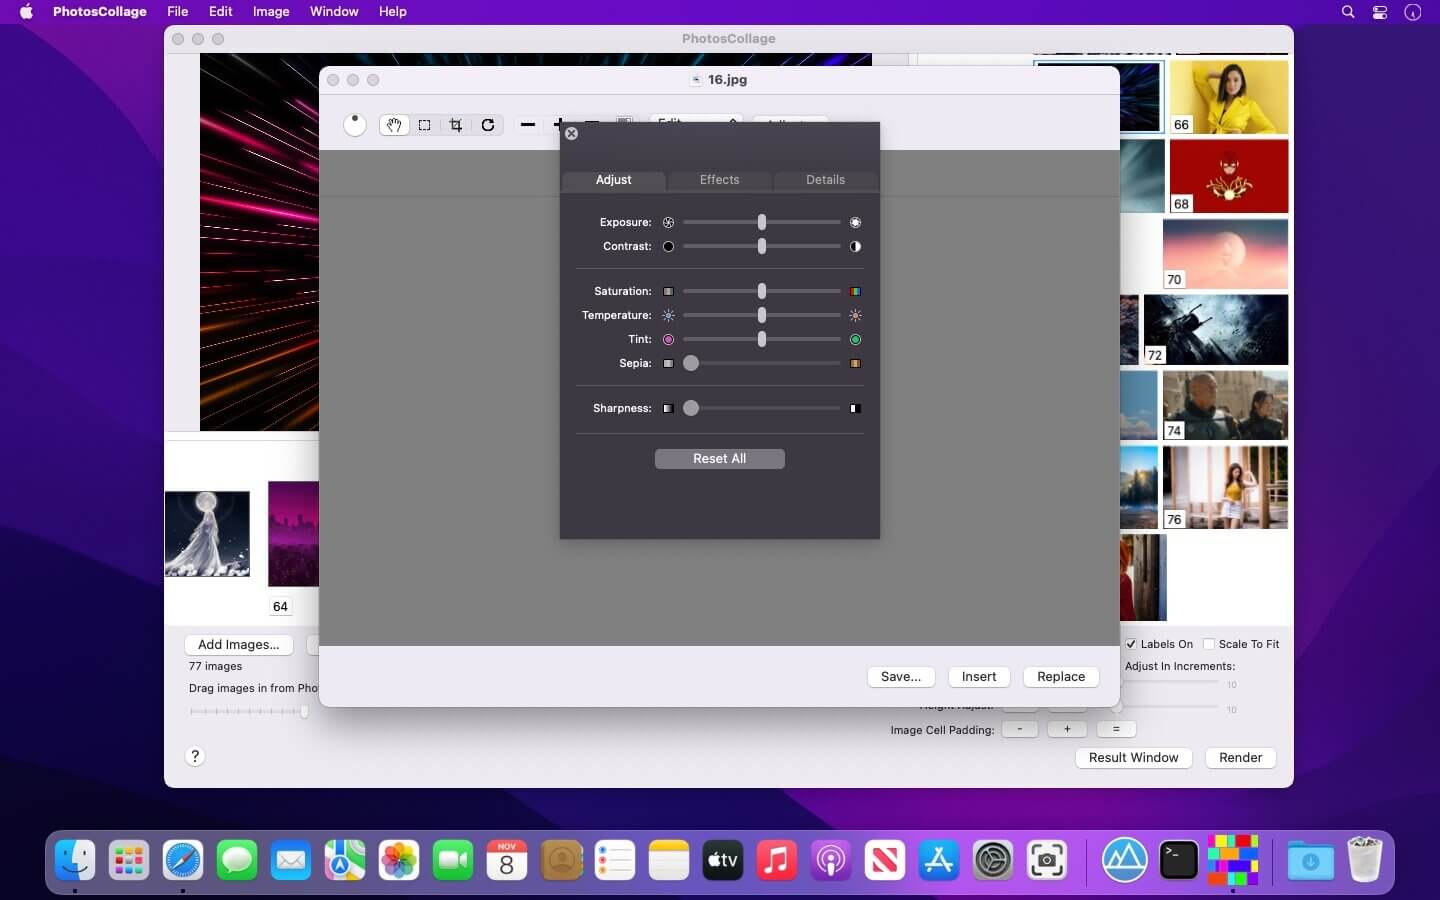 PhotosCollage File Edit Image Window Help
PhotosCollage
16.jpg
Adjust Effects Details
Exposure:
Contrast:
Saturation:
Temperature:
Tint:
Sepia:
Sharpness:
Reset All
66
68
70
72
74
76
64
Save... Insert Replace
Add Images...
77 images
Drag images in from Pho
Labels On Scale To Fit
Adjust In Increments:
10
Height Adjust:
10
Image Cell Padding: - + =
? Result Window Render
NOV
8
tv